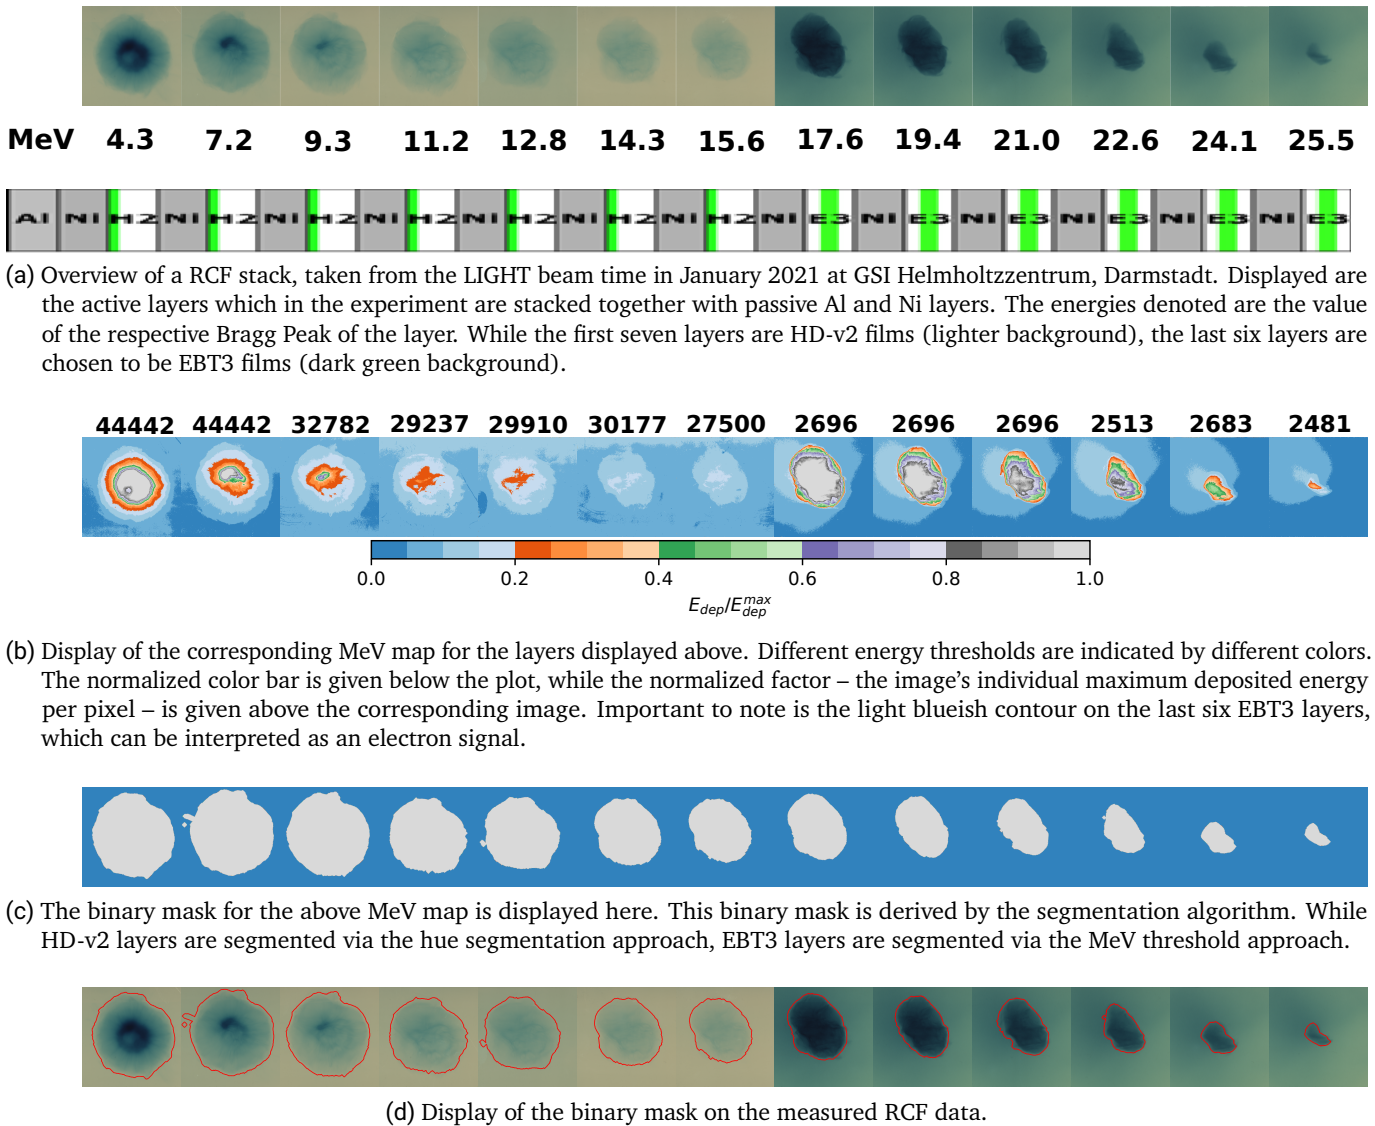 MeV 4.3 7.2 9.3 11.2 12.8 14.3 15.6 17.6 19.4 21.0 22.6 24.1 25.5
Al Ni H2 Ni H2 Ni H2 Ni H2 Ni H2 Ni H2 Ni H2 Ni E3 Ni E3 Ni E3 Ni E3 Ni E3 Ni E3
(a) Overview of a RCF stack, taken from the LIGHT beam time in January 2021 at GSI Helmholtzzentrum, Darmstadt. Displayed are
the active layers which in the experiment are stacked together with passive Al and Ni layers. The energies denoted are the value
of the respective Bragg Peak of the layer. While the first seven layers are HD-v2 films (lighter background), the last six layers are
chosen to be EBT3 films (dark green background).
44442 44442 32782 29237 29910 30177 27500 2696 2696 2696 2513 2683 2481
0.0 0.2 0.4 0.6 0.8 1.0
E_dep/E_dep^max
(b) Display of the corresponding MeV map for the layers displayed above. Different energy thresholds are indicated by different colors.
The normalized color bar is given below the plot, while the normalized factor – the image's individual maximum deposited energy
per pixel – is given above the corresponding image. Important to note is the light blueish contour on the last six EBT3 layers,
which can be interpreted as an electron signal.
(c) The binary mask for the above MeV map is displayed here. This binary mask is derived by the segmentation algorithm. While
HD-v2 layers are segmented via the hue segmentation approach, EBT3 layers are segmented via the MeV threshold approach.
(d) Display of the binary mask on the measured RCF data.